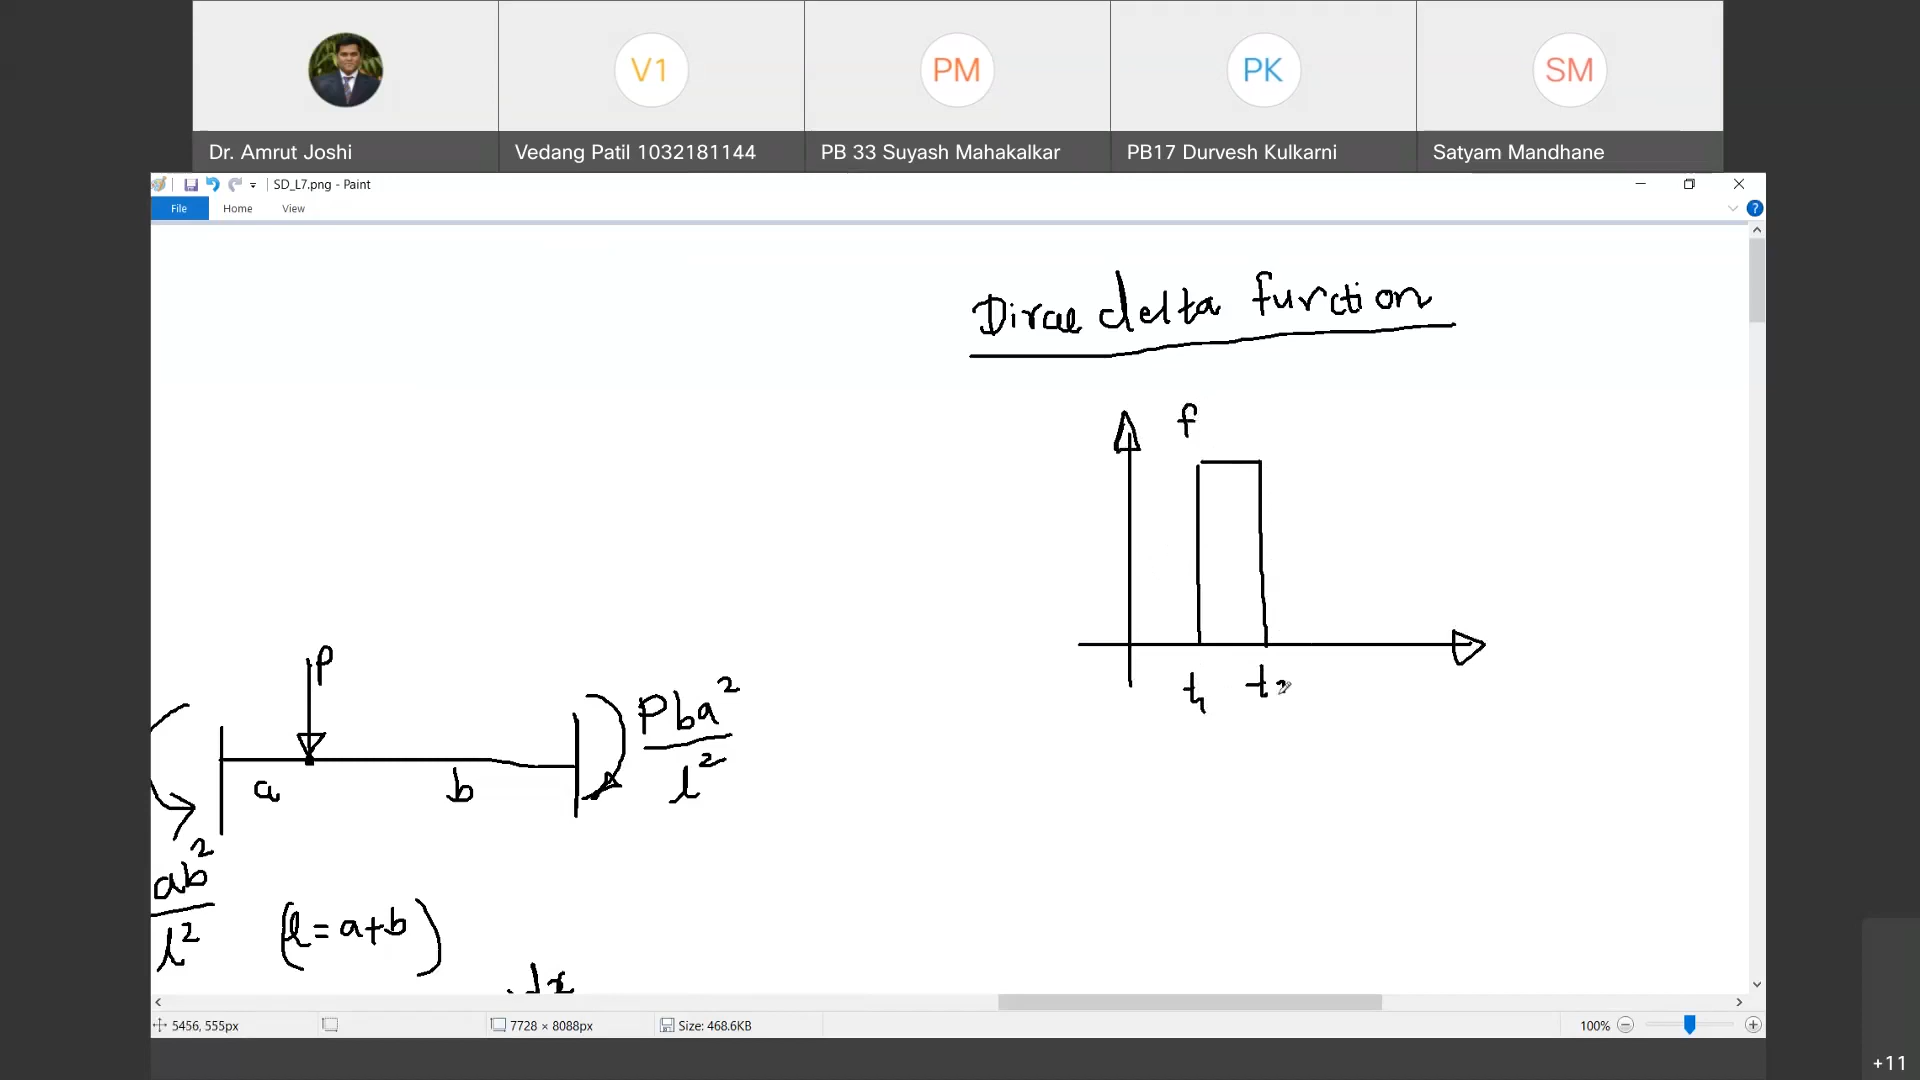 V1
PM
PK
SM
Dr. Amrut Joshi
Vedang Patil 1032181144
PB 33 Suyash Mahakalkar
PB17 Durvesh Kulkarni
Satyam Mandhane
SD_L7.png - Paint
File
Home
View
?
Dirac delta function
f
t1 t2
P
a
b
Pba²
l²
ab²
l²
(l = a+b)
dx
5456, 555px
7728 × 8088px
Size: 468.6KB
100%
+11